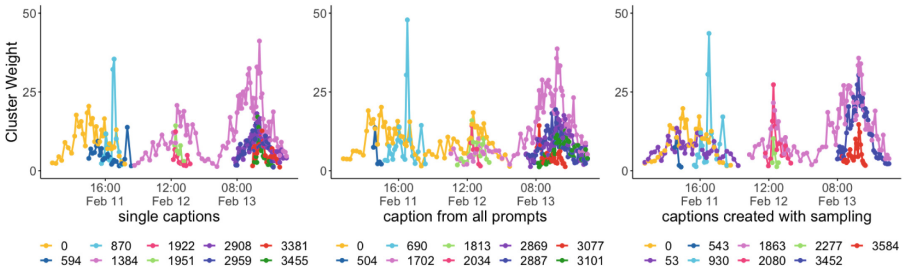 50
50
50
Cluster Weight
25
25
25
0
0
0
16:00 12:00 08:00
Feb 11 Feb 12 Feb 13
single captions
16:00 12:00 08:00
Feb 11 Feb 12 Feb 13
caption from all prompts
16:00 12:00 08:00
Feb 11 Feb 12 Feb 13
captions created with sampling
0 870 1922 2908 3381
594 1384 1951 2959 3455
0 690 1813 2869 3077
504 1702 2034 2887 3101
0 543 1863 2277 3584
53 930 2080 3452